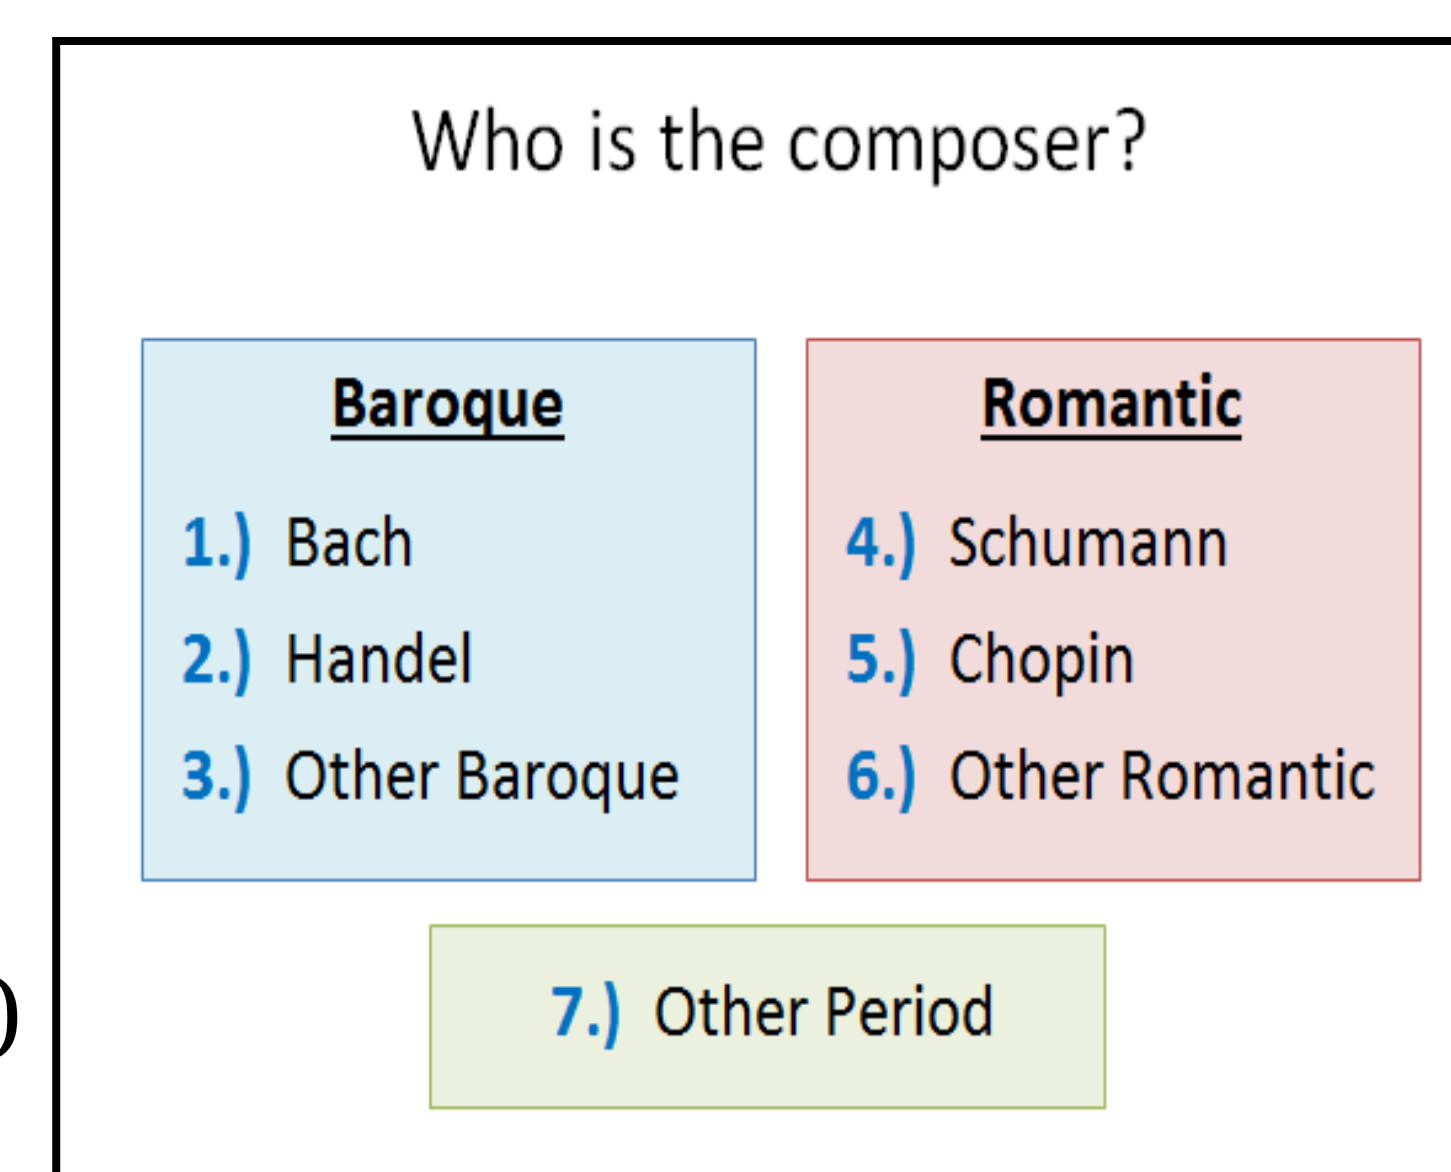 Who is the composer?
Baroque
1.) Bach
2.) Handel
3.) Other Baroque
Romantic
4.) Schumann
5.) Chopin
6.) Other Romantic
7.) Other Period
)